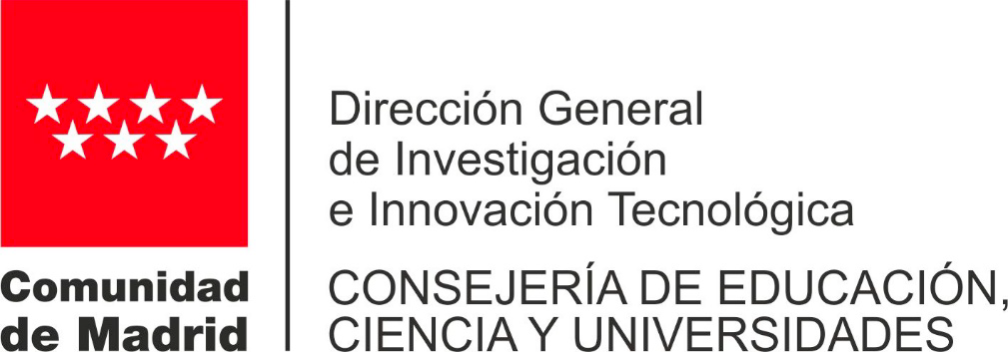 Comunidad
de Madrid
Dirección General
de Investigación
e Innovación Tecnológica
CONSEJERÍA DE EDUCACIÓN,
CIENCIA Y UNIVERSIDADES